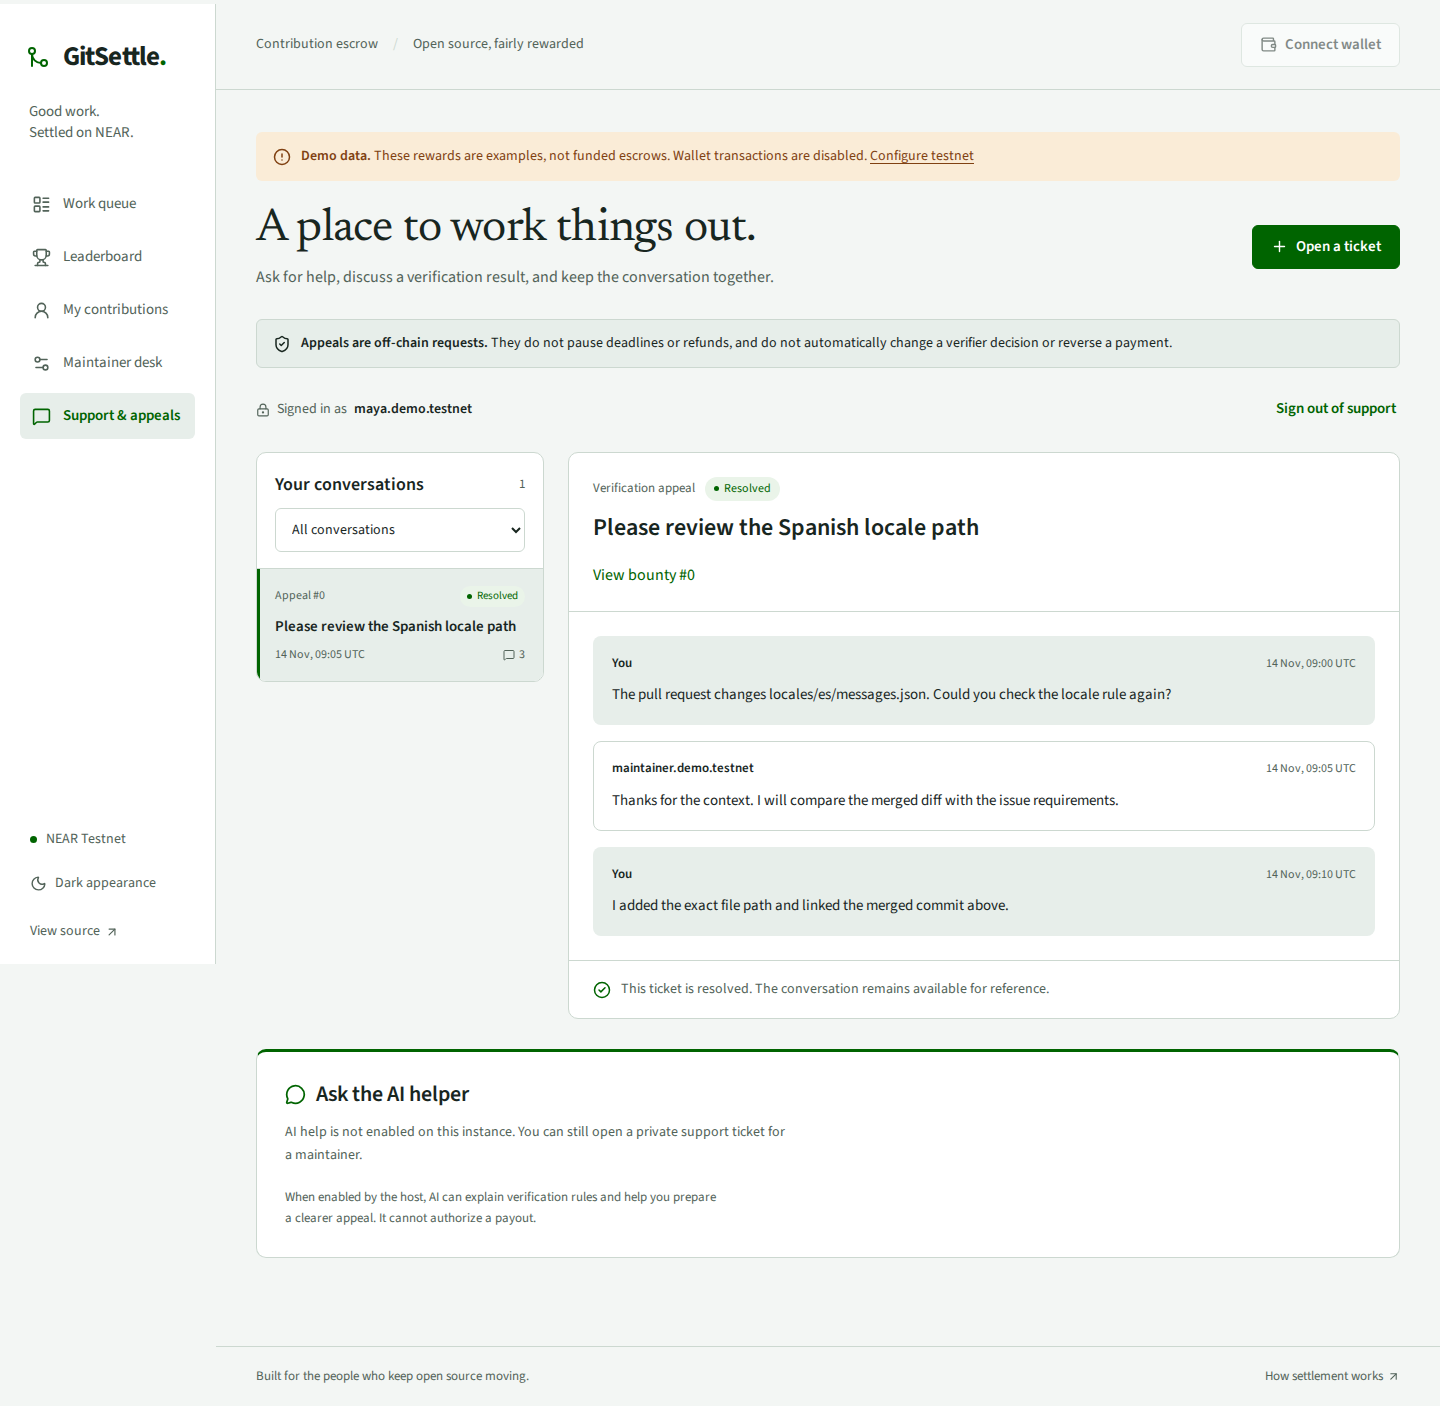 GitSettle.
Good work.
Settled on NEAR.
Work queue
Leaderboard
My contributions
Maintainer desk
Support & appeals
NEAR Testnet
Dark appearance
View source
Contribution escrow / Open source, fairly rewarded
Connect wallet
Demo data. These rewards are examples, not funded escrows. Wallet transactions are disabled. Configure testnet
A place to work things out.
Ask for help, discuss a verification result, and keep the conversation together.
Open a ticket
Appeals are off-chain requests. They do not pause deadlines or refunds, and do not automatically change a verifier decision or reverse a payment.
Signed in as maya.demo.testnet
Sign out of support
Your conversations 1
All conversations
Appeal #0 Resolved
Please review the Spanish locale path
14 Nov, 09:05 UTC 3
Verification appeal Resolved
Please review the Spanish locale path
View bounty #0
You 14 Nov, 09:00 UTC
The pull request changes locales/es/messages.json. Could you check the locale rule again?
maintainer.demo.testnet 14 Nov, 09:05 UTC
Thanks for the context. I will compare the merged diff with the issue requirements.
You 14 Nov, 09:10 UTC
I added the exact file path and linked the merged commit above.
This ticket is resolved. The conversation remains available for reference.
Ask the AI helper
AI help is not enabled on this instance. You can still open a private support ticket for
a maintainer.
When enabled by the host, AI can explain verification rules and help you prepare
a clearer appeal. It cannot authorize a payout.
Built for the people who keep open source moving.
How settlement works